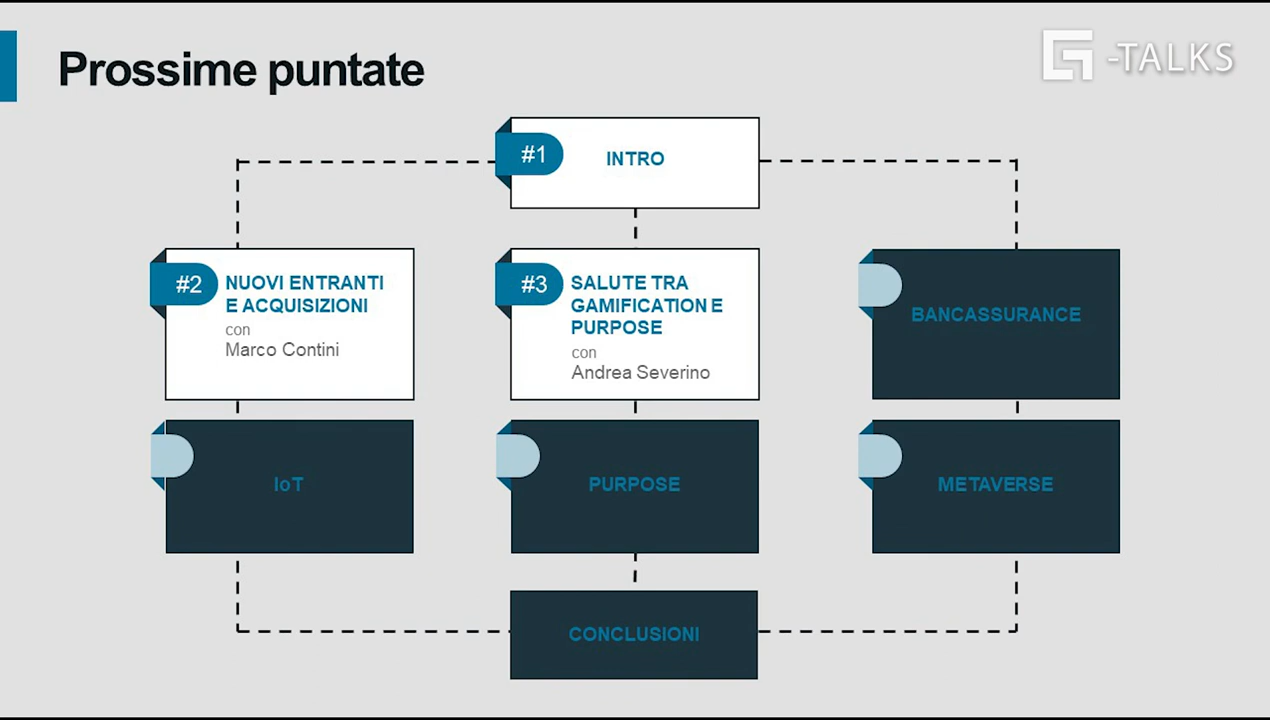 Prossime puntate
-TALKS
#1
INTRO
#2
NUOVI ENTRANTI
E ACQUISIZIONI
con
Marco Contini
#3
SALUTE TRA
GAMIFICATION E
PURPOSE
con
Andrea Severino
BANCASSURANCE
IoT
PURPOSE
METAVERSE
CONCLUSIONI